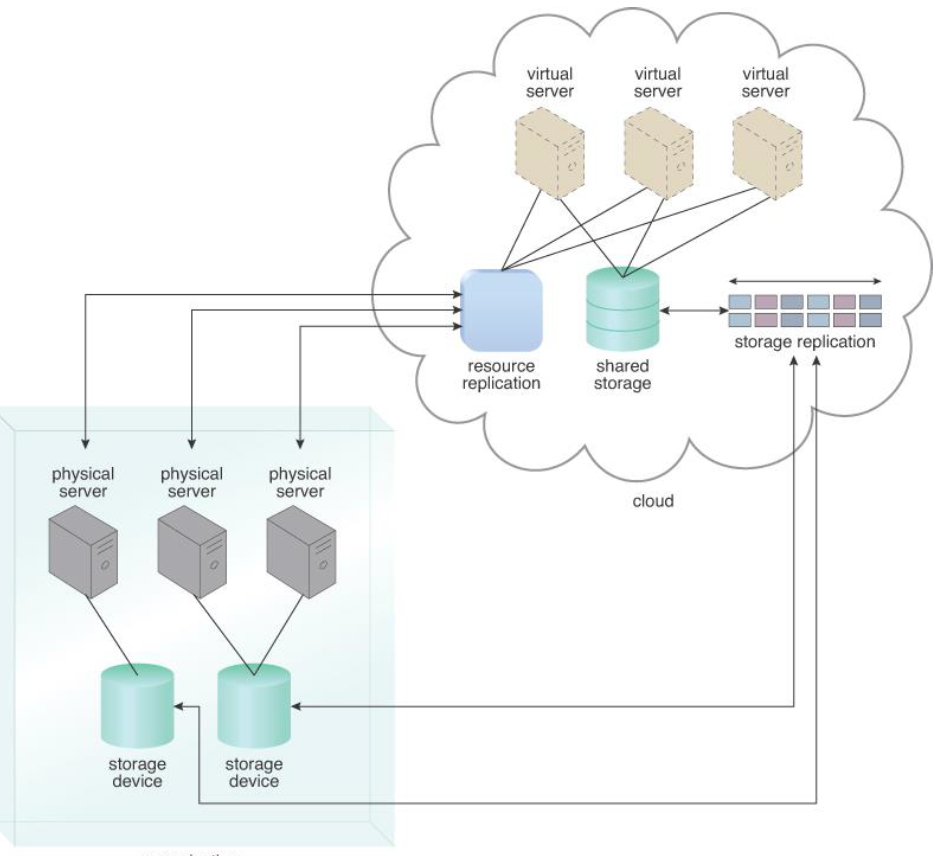 virtual
server
virtual
server
virtual
server
resource
replication
shared
storage
storage replication
cloud
physical
server
physical
server
physical
server
storage
device
storage
device